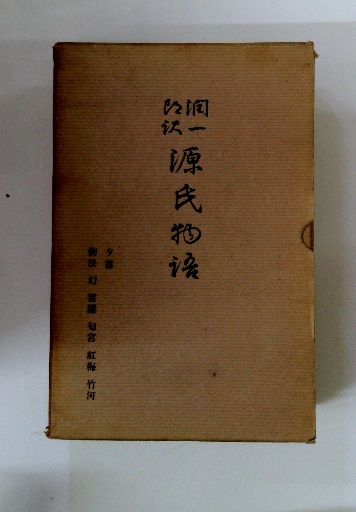 潤一
郎訳
源氏物語
夕霧
御法 幻 雲隠 匂宮 紅梅 竹河